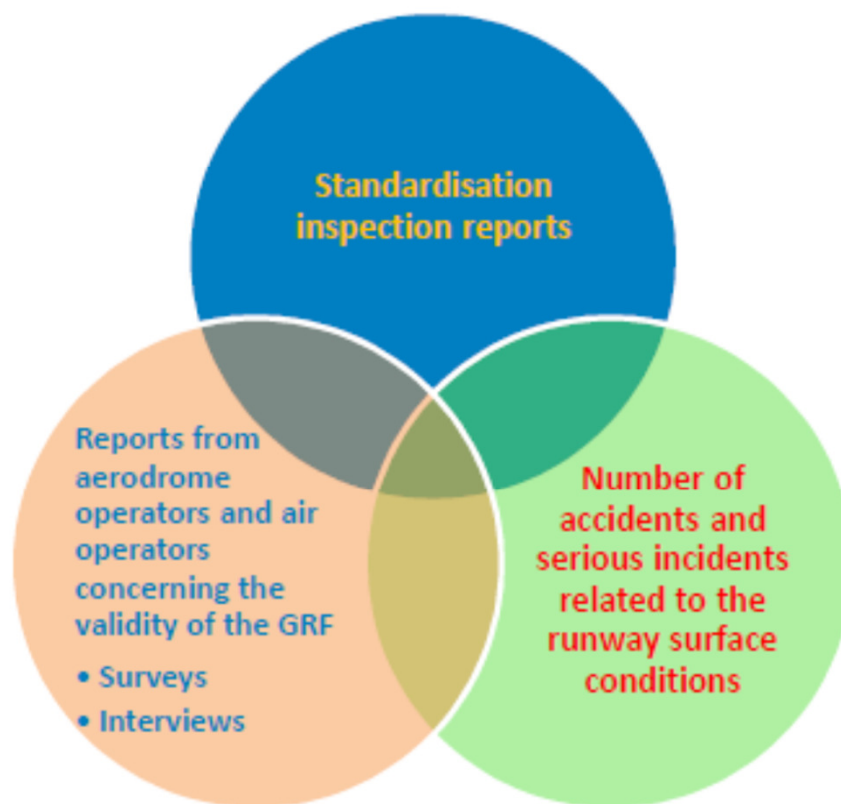 Standardisation
inspection reports
Reports from
aerodrome
operators and air
operators
concerning the
validity of the GRF
• Surveys
• Interviews
Number of
accidents and
serious incidents
related to the
runway surface
conditions